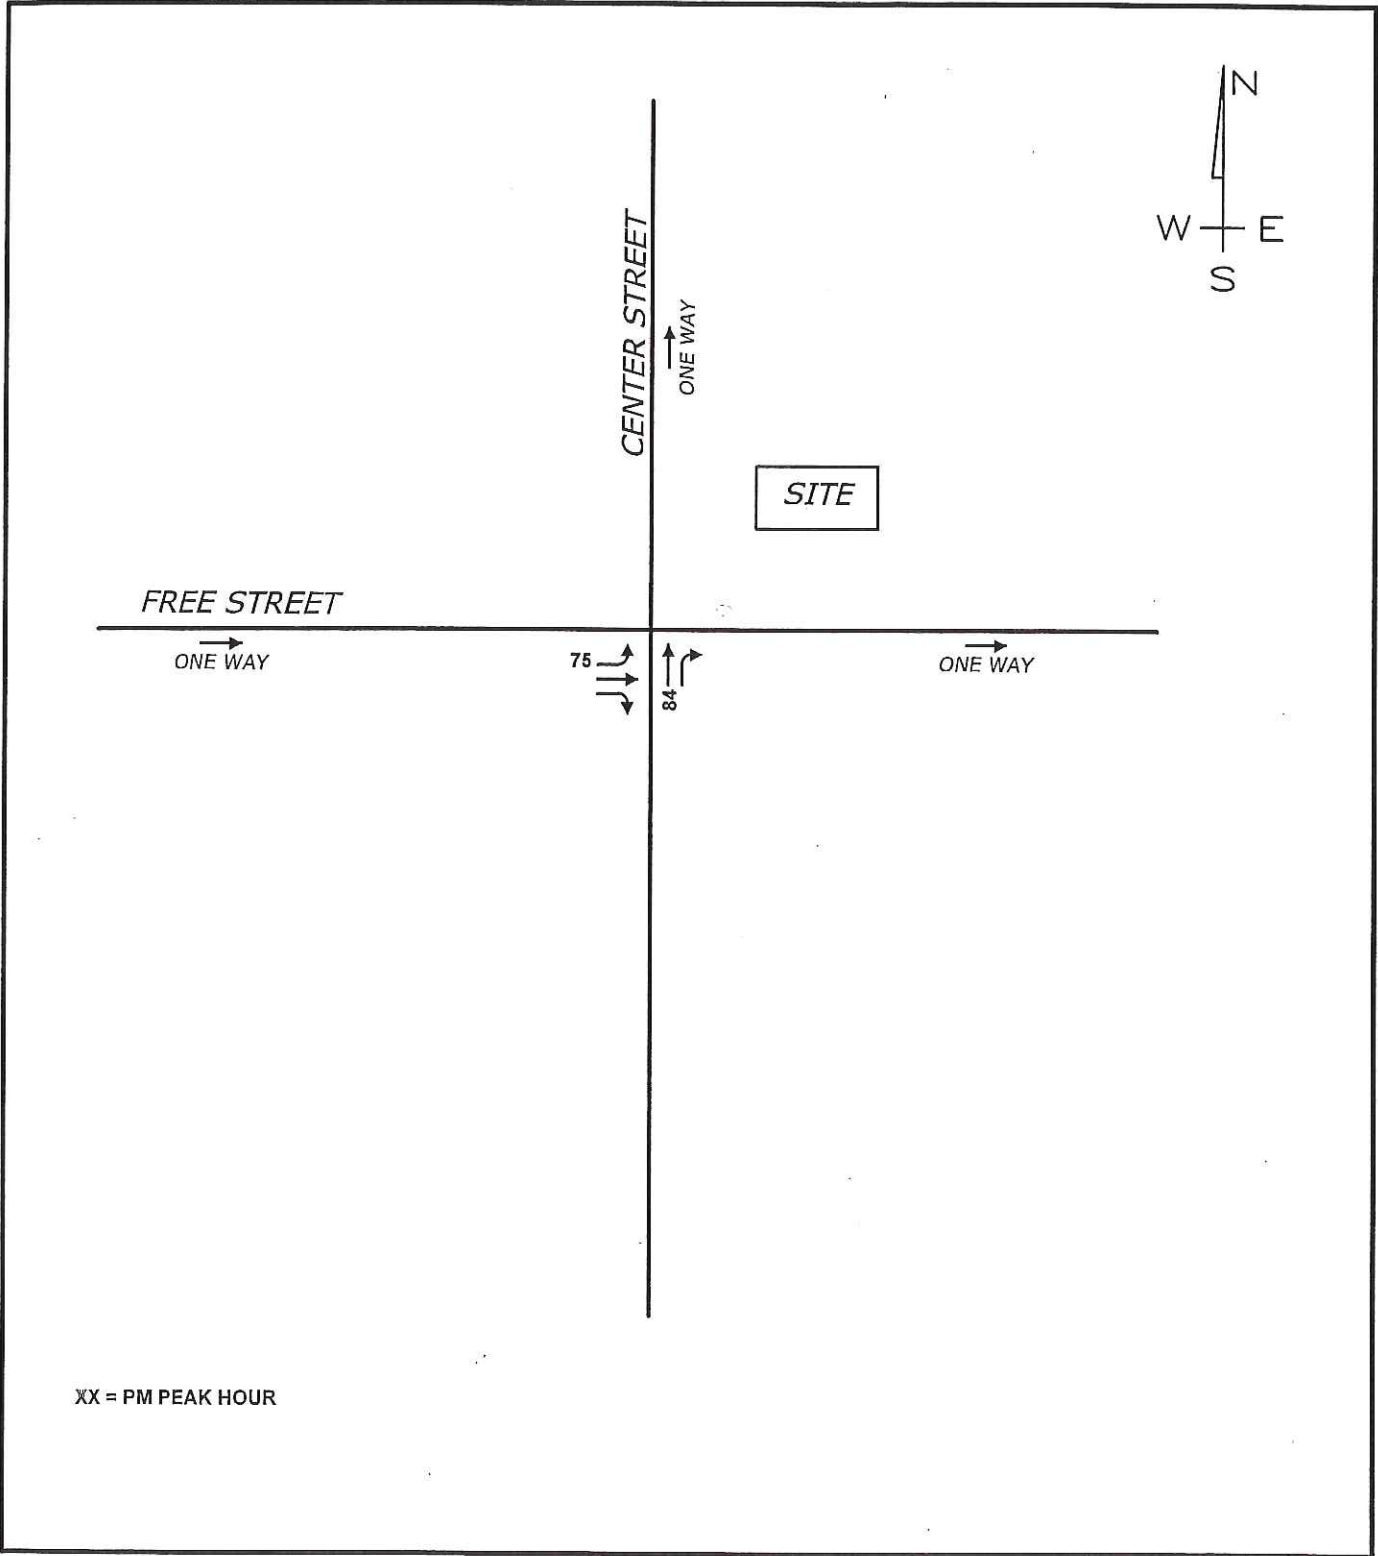 N
W E
S
CENTER STREET
ONE WAY
SITE
FREE STREET
ONE WAY
75
84
ONE WAY
XX = PM PEAK HOUR